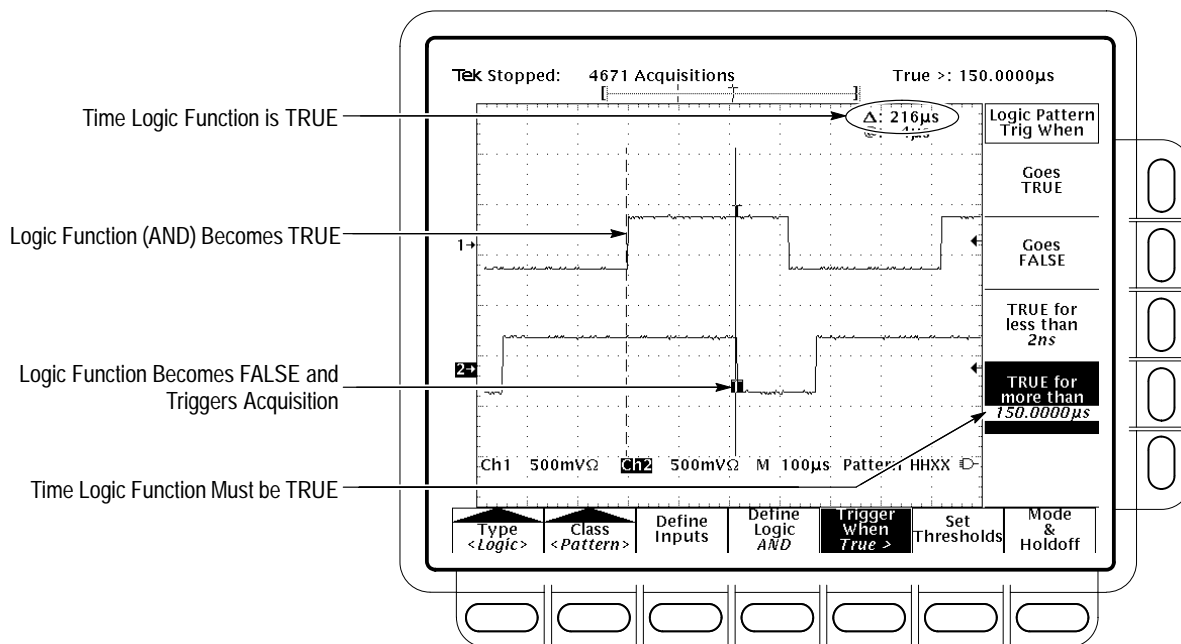 Tek Stopped: 4671 Acquisitions True >: 150.0000µs
[ T ]
Time Logic Function is TRUE
Δ: 216µs
Logic Pattern
Trig When
Goes
TRUE
T
Logic Function (AND) Becomes TRUE
1→
Goes
FALSE
TRUE for
less than
2ns
2→
Logic Function Becomes FALSE and
Triggers Acquisition
T
TRUE for
more than
150.0000µs
Ch1 500mVΩ Ch2 500mVΩ M 100µs Pattern HHXX
Time Logic Function Must be TRUE
Type
<Logic>
Class
<Pattern>
Define
Inputs
Define
Logic
AND
Trigger
When
True >
Set
Thresholds
Mode
&
Holdoff